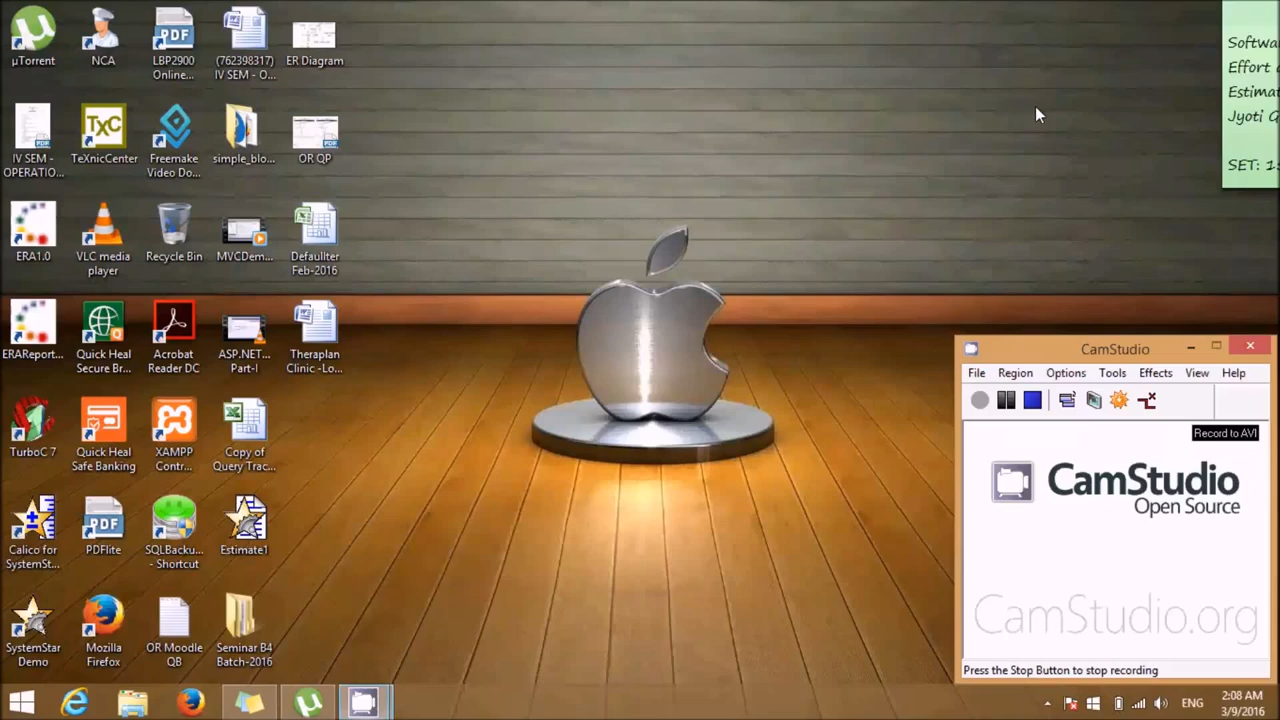 µTorrent
NCA
LBP2900
Online...
(762398317)
IV SEM - O...
ER Diagram
IV SEM -
OPERATIO...
TeXnicCenter
Freemake
Video Do...
simple_blo...
OR QP
ERA1.0
VLC media
player
Recycle Bin
MVCDem...
Defaullter
Feb-2016
ERAReport...
Quick Heal
Secure Br...
Acrobat
Reader DC
ASP.NET...
Part-I
Theraplan
Clinic -Lo...
TurboC 7
Quick Heal
Safe Banking
XAMPP
Contr...
Copy of
Query Trac...
Calico for
SystemSt...
PDFlite
SQLBacku...
- Shortcut
Estimate1
SystemStar
Demo
Mozilla
Firefox
OR Moodle
QB
Seminar B4
Batch-2016
PDF
TxC
PDF
Softwa
Effort
Estimat
Jyoti G
SET: 1
CamStudio
File Region Options Tools Effects View Help
Record to AVI
CamStudio
Open Source
CamStudio.org
Press the Stop Button to stop recording
ENG
2:08 AM
3/9/2016